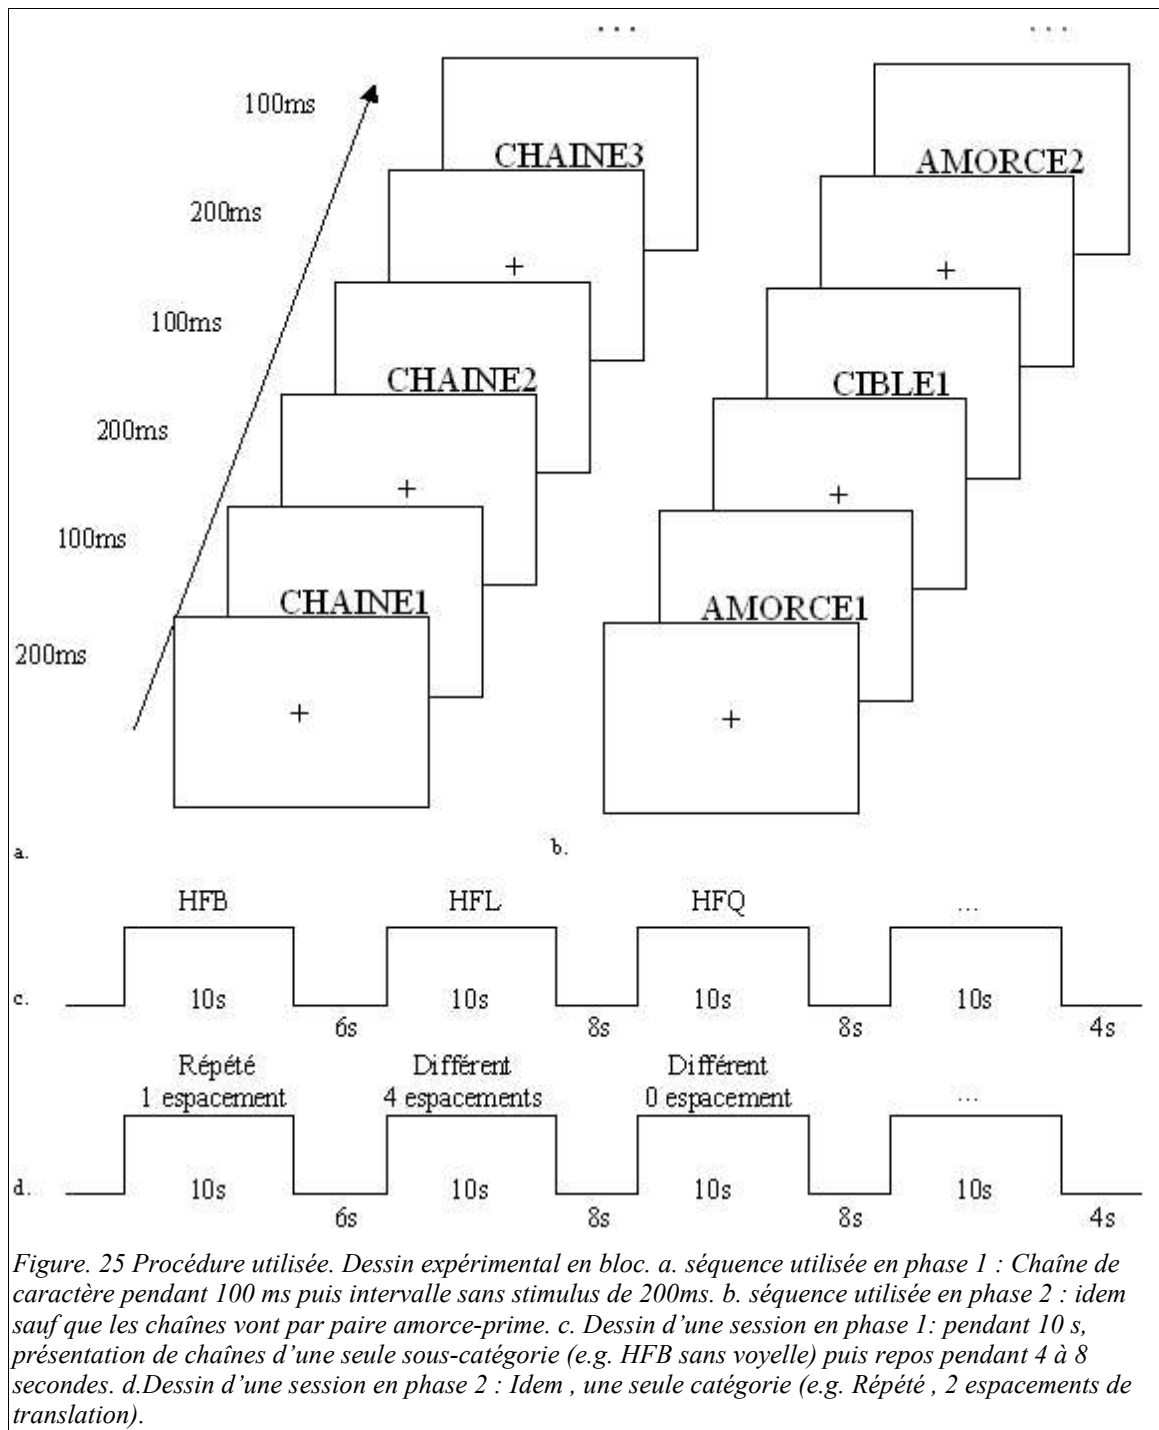 ... ...
100ms
CHAINE3 AMORCE2
200ms
+ +
100ms
CHAINE2 CIBLE1
200ms
+ +
100ms
CHAINE1 AMORCE1
200ms
+ +
a. b.
HFB HFL HFQ ...
c. 10s 10s 10s 10s
6s 8s 8s 4s
Répété Différent Différent
1 espacement 4 espacements 0 espacement ...
d. 10s 10s 10s 10s
6s 8s 8s 4s
Figure. 25 Procédure utilisée. Dessin expérimental en bloc. a. séquence utilisée en phase 1 : Chaîne de
caractère pendant 100 ms puis intervalle sans stimulus de 200ms. b. séquence utilisée en phase 2 : idem
sauf que les chaînes vont par paire amorce-prime. c. Dessin d’une session en phase 1: pendant 10 s,
présentation de chaînes d’une seule sous-catégorie (e.g. HFB sans voyelle) puis repos pendant 4 à 8
secondes. d.Dessin d’une session en phase 2 : Idem , une seule catégorie (e.g. Répété , 2 espacements de
translation).